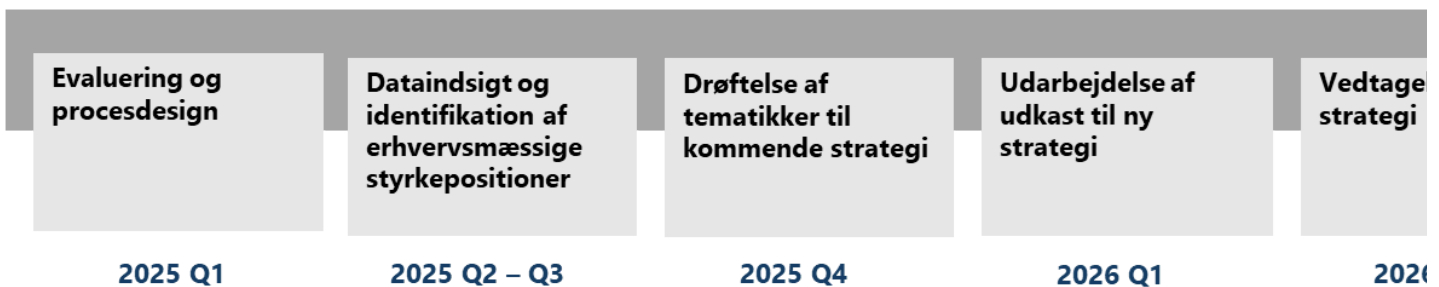 Evaluering og
procesdesign
Dataindsigt og
identifikation af
erhvervsmæssige
styrkepositioner
Drøftelse af
tematikker til
kommende strategi
Udarbejdelse af
udkast til ny
strategi
strategi
2025 Q1
2025 Q2 – Q3
2025 Q4
2026 Q1